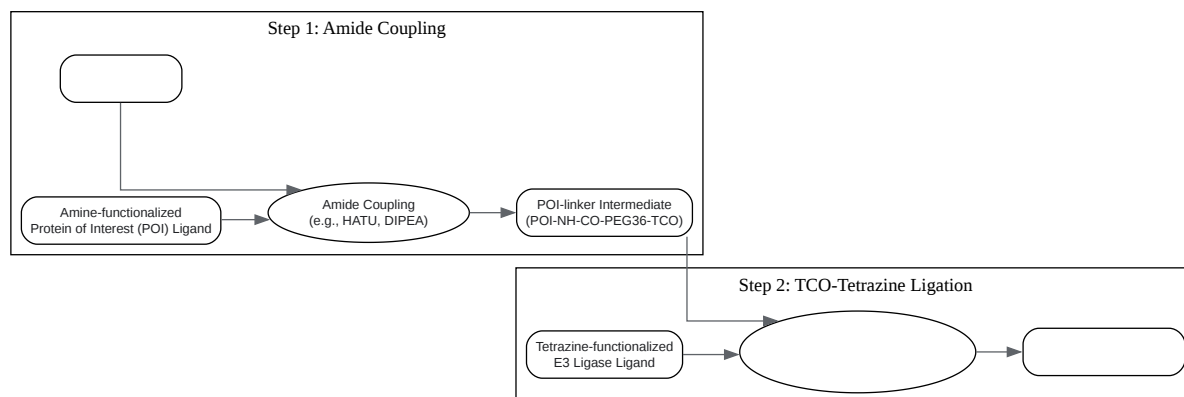 Step 1: Amide Coupling
Amine-functionalized
Protein of Interest (POI) Ligand
Amide Coupling
(e.g., HATU, DIPEA)
POI-linker Intermediate
(POI-NH-CO-PEG36-TCO)
Step 2: TCO-Tetrazine Ligation
Tetrazine-functionalized
E3 Ligase Ligand